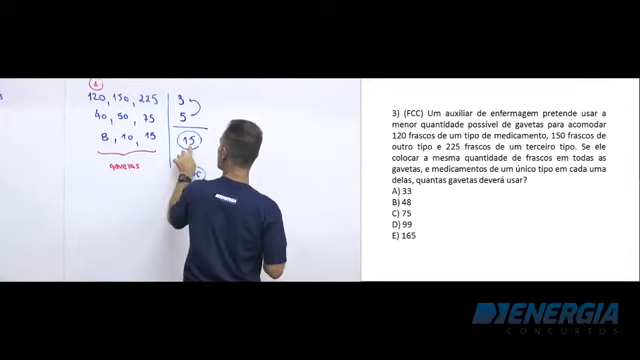 120, 150, 225 | 3
40, 50, 75 | 5
8, 10, 15 | 15
gavetas
ENERGIA
3) (FCC) Um auxiliar de enfermagem pretende usar a
menor quantidade possível de gavetas para acomodar
120 frascos de um tipo de medicamento, 150 frascos de
outro tipo e 225 frascos de um terceiro tipo. Se ele
colocar a mesma quantidade de frascos em todas as
gavetas, e medicamentos de um único tipo em cada uma
delas, quantas gavetas deverá usar?
A) 33
B) 48
C) 75
D) 99
E) 165
ENERGIA
CONCURSOS